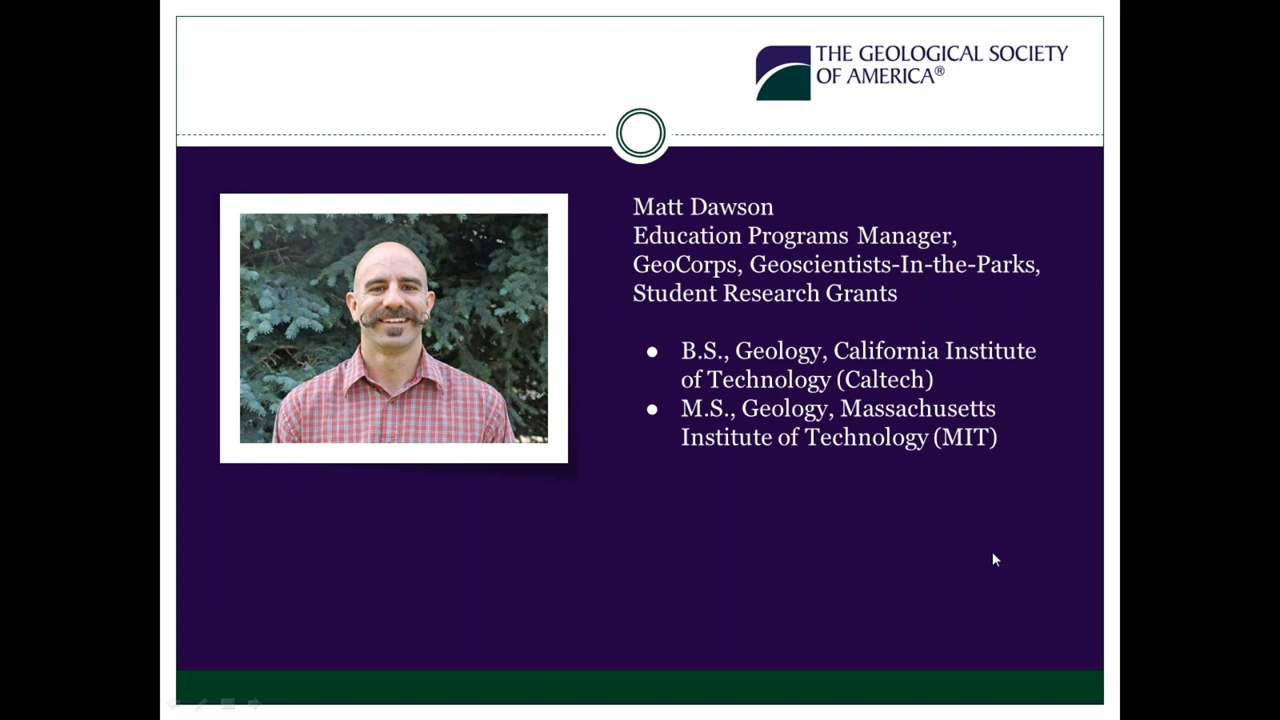 THE GEOLOGICAL SOCIETY
OF AMERICA®
Matt Dawson
Education Programs Manager,
GeoCorps, Geoscientists-In-the-Parks,
Student Research Grants
● B.S., Geology, California Institute
of Technology (Caltech)
● M.S., Geology, Massachusetts
Institute of Technology (MIT)